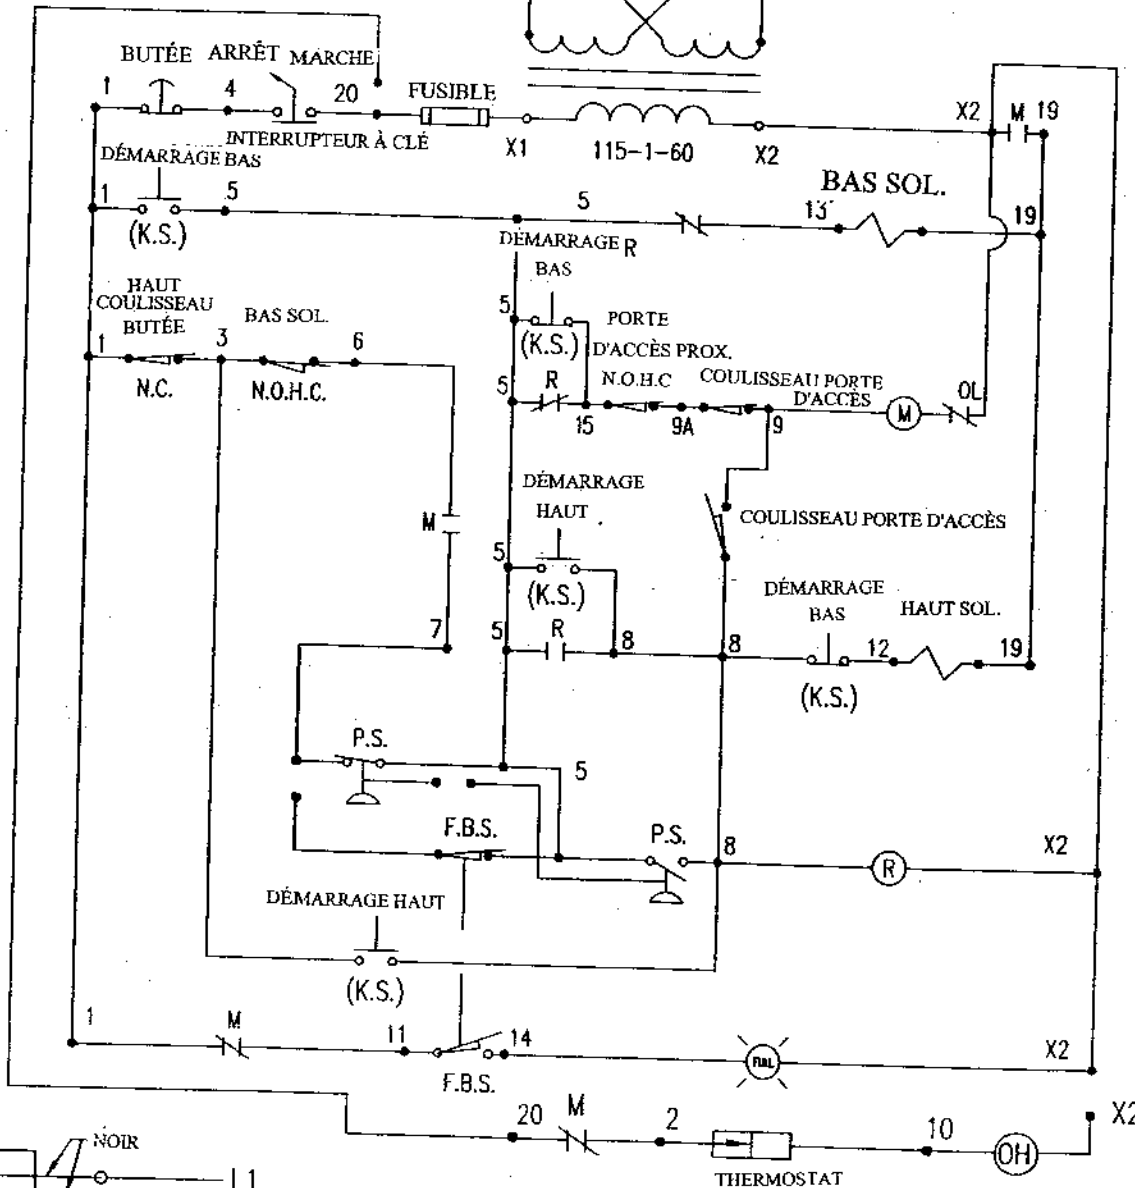 BUTÉE ARRÊT MARCHE
1 4 20 FUSIBLE X2 M 19
INTERRUPTEUR À CLÉ X1 115-1-60 X2
DÉMARRAGE BAS
BAS SOL.
1 5 5 13 19
(K.S.)
DÉMARRAGE R
BAS
HAUT
COULISSEAU
BUTÉE
BAS SOL.
5 PORTE
(K.S.) D'ACCÈS PROX.
1 3 6
N.C. N.O.H.C.
5 R N.O.H.C COULISSEAU PORTE
D'ACCÈS
15 9A 9 M OL
DÉMARRAGE
HAUT
M COULISSEAU PORTE D'ACCÈS
5
(K.S.)
DÉMARRAGE
BAS
HAUT SOL.
7 5 R 8 8 12 19
(K.S.)
P.S.
5
F.B.S. P.S.
8 R X2
DÉMARRAGE HAUT
(K.S.)
1 M 11 14 X2
F.B.S.
20 M 2 10 OH X2
THERMOSTAT
NOIR
L1